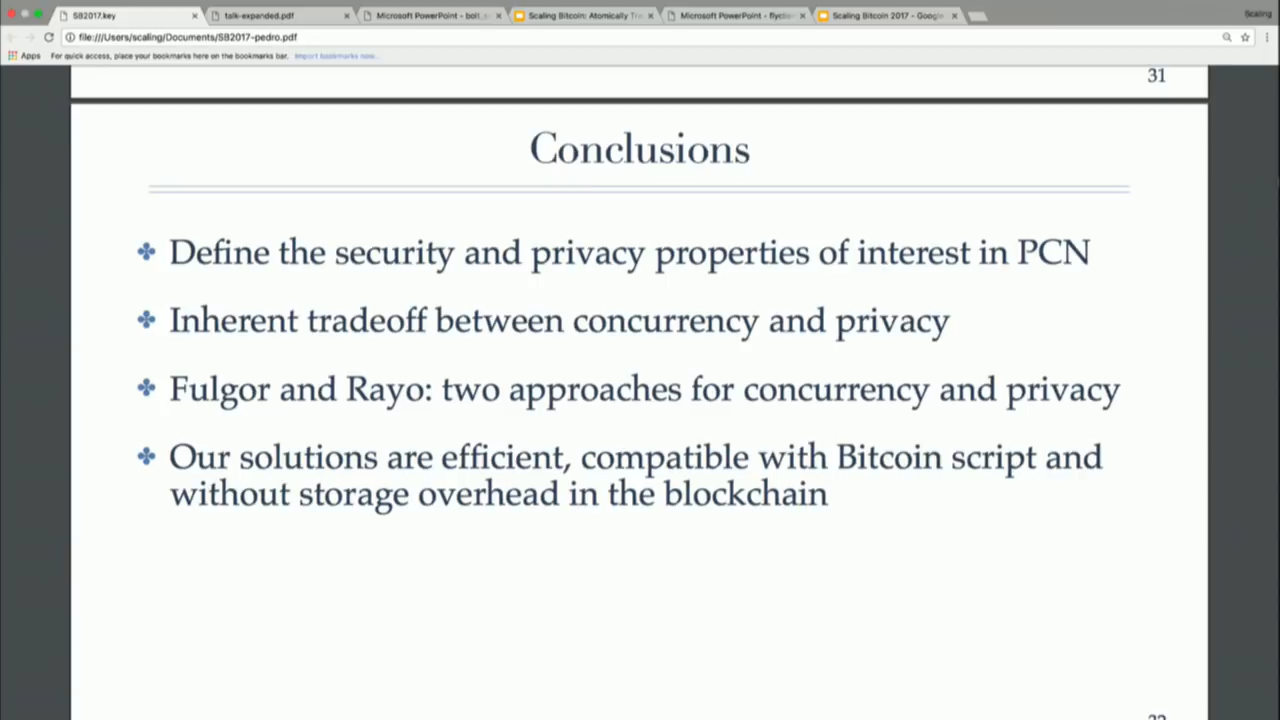 SB2017.key
talk-expanded.pdf
Microsoft PowerPoint - bolt
Scaling Bitcoin: Atomically
Microsoft PowerPoint - flyclie
Scaling Bitcoin 2017 - Google
Scaling
file:///Users/scaling/Documents/SB2017-pedro.pdf
Apps
For quick access, place your bookmarks here on the bookmarks bar. Import bookmarks now...
31
Conclusions
Define the security and privacy properties of interest in PCN
Inherent tradeoff between concurrency and privacy
Fulgor and Rayo: two approaches for concurrency and privacy
Our solutions are efficient, compatible with Bitcoin script and
without storage overhead in the blockchain